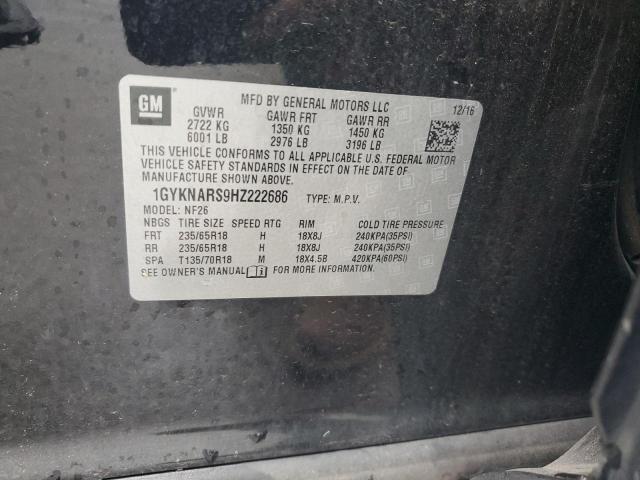 GM
MFD BY GENERAL MOTORS LLC
GVWR GAWR FRT GAWR RR 12/16
2722 KG 1350 KG 1450 KG
6001 LB 2976 LB 3196 LB
THIS VEHICLE CONFORMS TO ALL APPLICABLE U.S. FEDERAL MOTOR
VEHICLE SAFETY STANDARDS IN EFFECT ON THE DATE OF
MANUFACTURE SHOWN ABOVE.
1GYKNARS9HZ222686 TYPE: M.P.V.
MODEL: NF26
NBGS TIRE SIZE SPEED RTG RIM COLD TIRE PRESSURE
FRT 235/65R18 H 18X8J 240KPA(35PSI)
RR 235/65R18 H 18X8J 240KPA(35PSI)
SPA T135/70R18 M 18X4.5B 420KPA(60PSI)
SEE OWNER'S MANUAL FOR MORE INFORMATION.